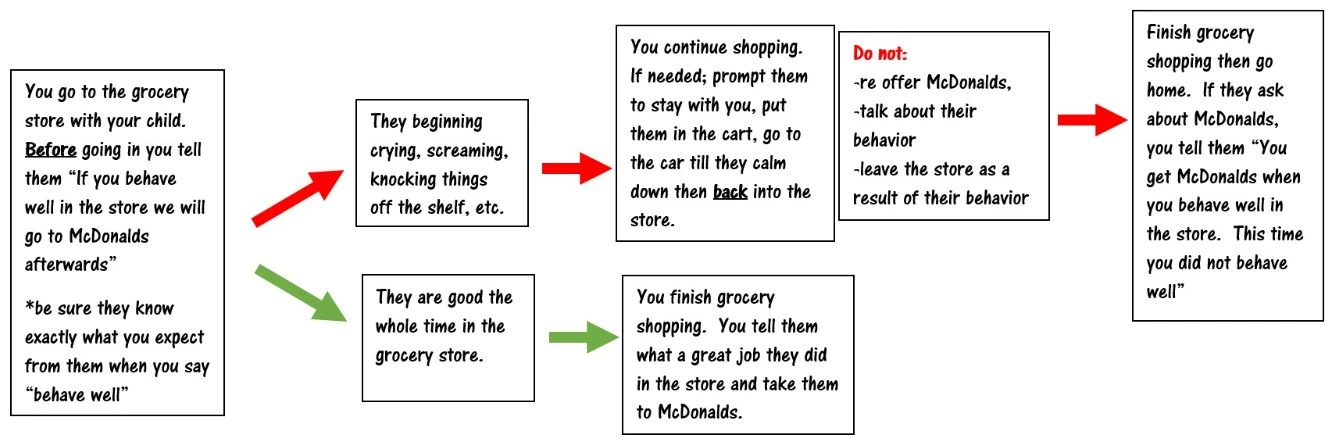 You go to the grocery
store with your child.
Before going in you tell
them “If you behave
well in the store we will
go to McDonalds
afterwards”
*be sure they know
exactly what you expect
from them when you say
“behave well”
They beginning
crying, screaming,
knocking things
off the shelf, etc.
You continue shopping.
If needed; prompt them
to stay with you, put
them in the cart, go to
the car till they calm
down then back into the
store.
Do not:
-re offer McDonalds,
-talk about their
behavior
-leave the store as a
result of their behavior
Finish grocery
shopping then go
home. If they ask
about McDonalds,
you tell them “You
get McDonalds when
you behave well in
the store. This time
you did not behave
well”
They are good the
whole time in the
grocery store.
You finish grocery
shopping. You tell them
what a great job they did
in the store and take them
to McDonalds.